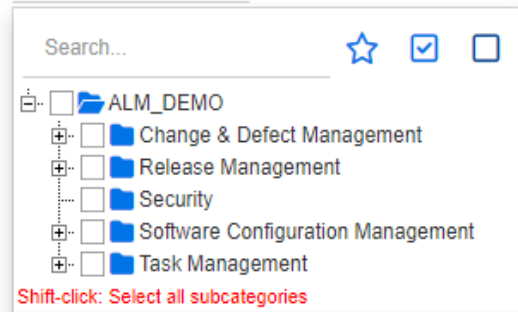 Search...
ALM_DEMO
Change & Defect Management
Release Management
Security
Software Configuration Management
Task Management
Shift-click: Select all subcategories